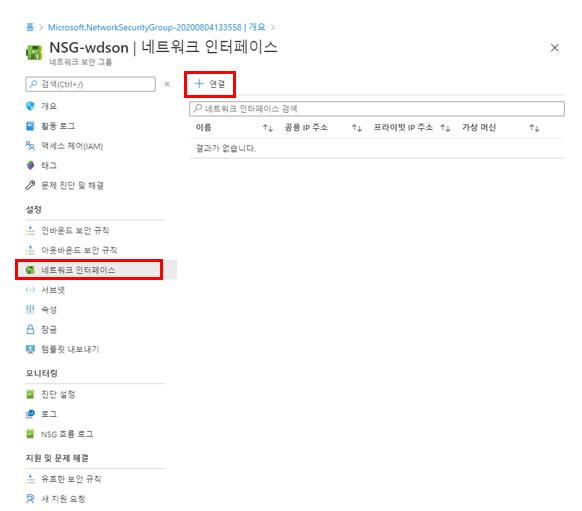 홈 > Microsoft.NetworkSecurityGroup-20200804133558 | 개요 >
NSG-wdson | 네트워크 인터페이스
네트워크 보안 그룹
검색(Ctrl+/)
연결
네트워크 인터페이스 검색
이름 공용 IP 주소 프라이빗 IP 주소 가상 머신
결과가 없습니다.
개요
활동 로그
액세스 제어(IAM)
태그
문제 진단 및 해결
설정
인바운드 보안 규칙
아웃바운드 보안 규칙
네트워크 인터페이스
서브넷
속성
잠금
템플릿 내보내기
모니터링
진단 설정
로그
NSG 흐름 로그
지원 및 문제 해결
유효한 보안 규칙
새 지원 요청